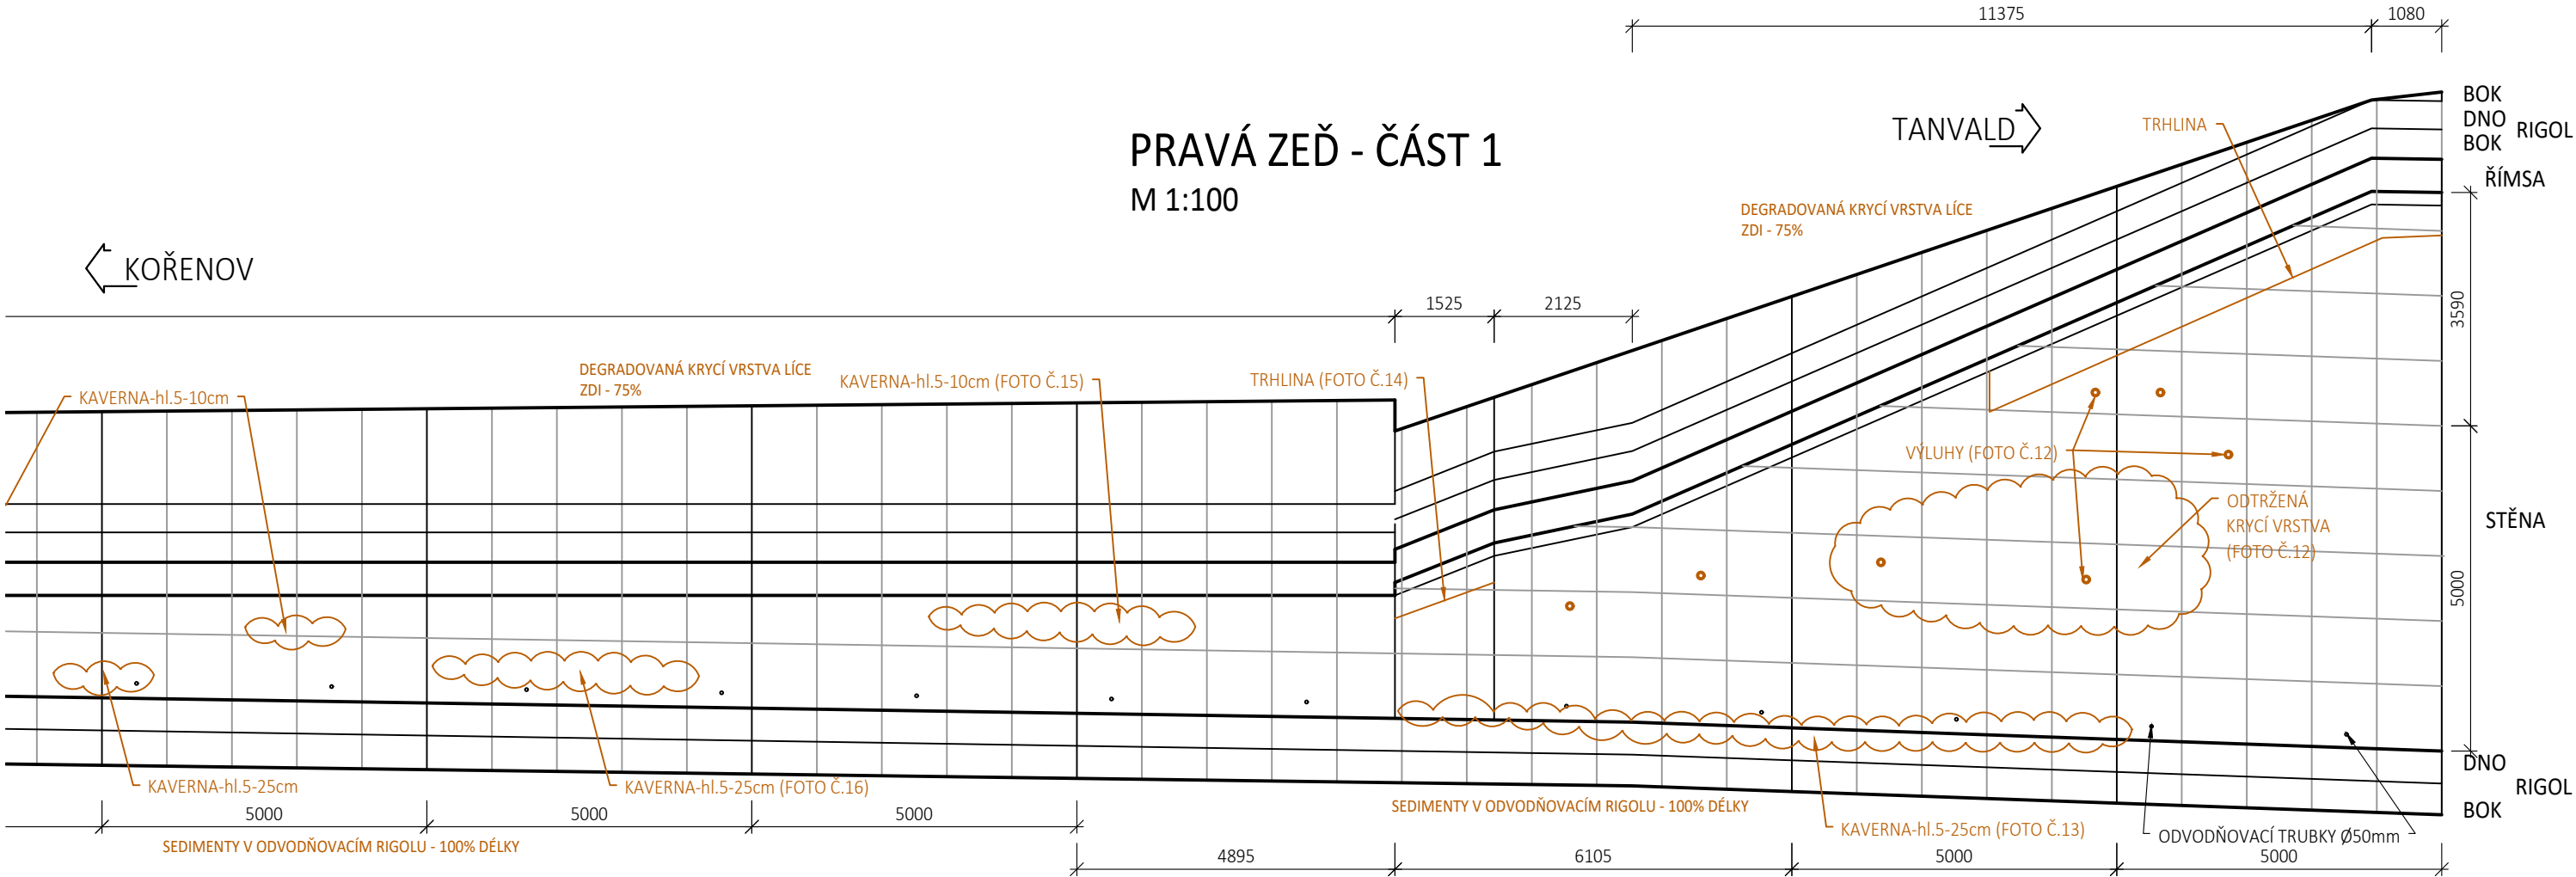 11375
1080
PRAVÁ ZEĎ - ČÁST 1
M 1:100
TANVALD
TRHLINA
BOK
DNO
BOK
RIGOL
ŘÍMSA
DEGRADOVANÁ KRYCÍ VRSTVA LÍCE
ZDI - 75%
KOŘENOV
1525
2125
3590
DEGRADOVANÁ KRYCÍ VRSTVA LÍCE
ZDI - 75%
KAVERNA-hl.5-10cm
KAVERNA-hl.5-10cm (FOTO Č.15)
TRHLINA (FOTO Č.14)
VÝLUHY (FOTO Č.12)
ODTRŽENÁ
KRYCÍ VRSTVA
(FOTO Č.12)
STĚNA
5000
KAVERNA-hl.5-25cm
KAVERNA-hl.5-25cm (FOTO Č.16)
SEDIMENTY V ODVODŇOVACÍM RIGOLU - 100% DÉLKY
KAVERNA-hl.5-25cm (FOTO Č.13)
ODVODŇOVACÍ TRUBKY Ø50mm
DNO
RIGOL
BOK
5000
5000
5000
SEDIMENTY V ODVODŇOVACÍM RIGOLU - 100% DÉLKY
4895
6105
5000
5000